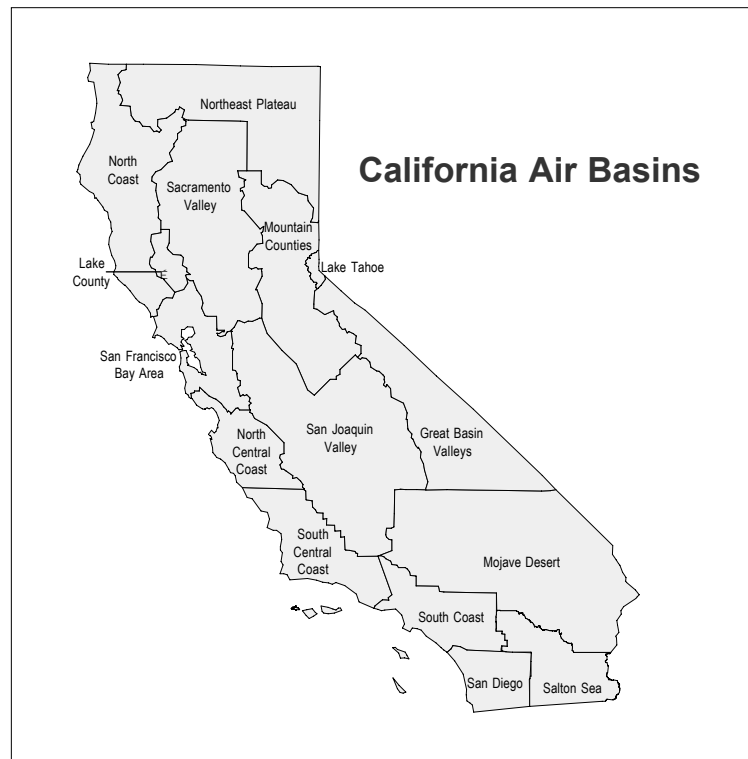 California Air Basins
Northeast Plateau
North
Coast
Sacramento
Valley
Mountain
Counties
Lake
County
Lake Tahoe
San Francisco
Bay Area
North
Central
Coast
San Joaquin
Valley
Great Basin
Valleys
South
Central
Coast
Mojave Desert
South Coast
San Diego
Salton Sea